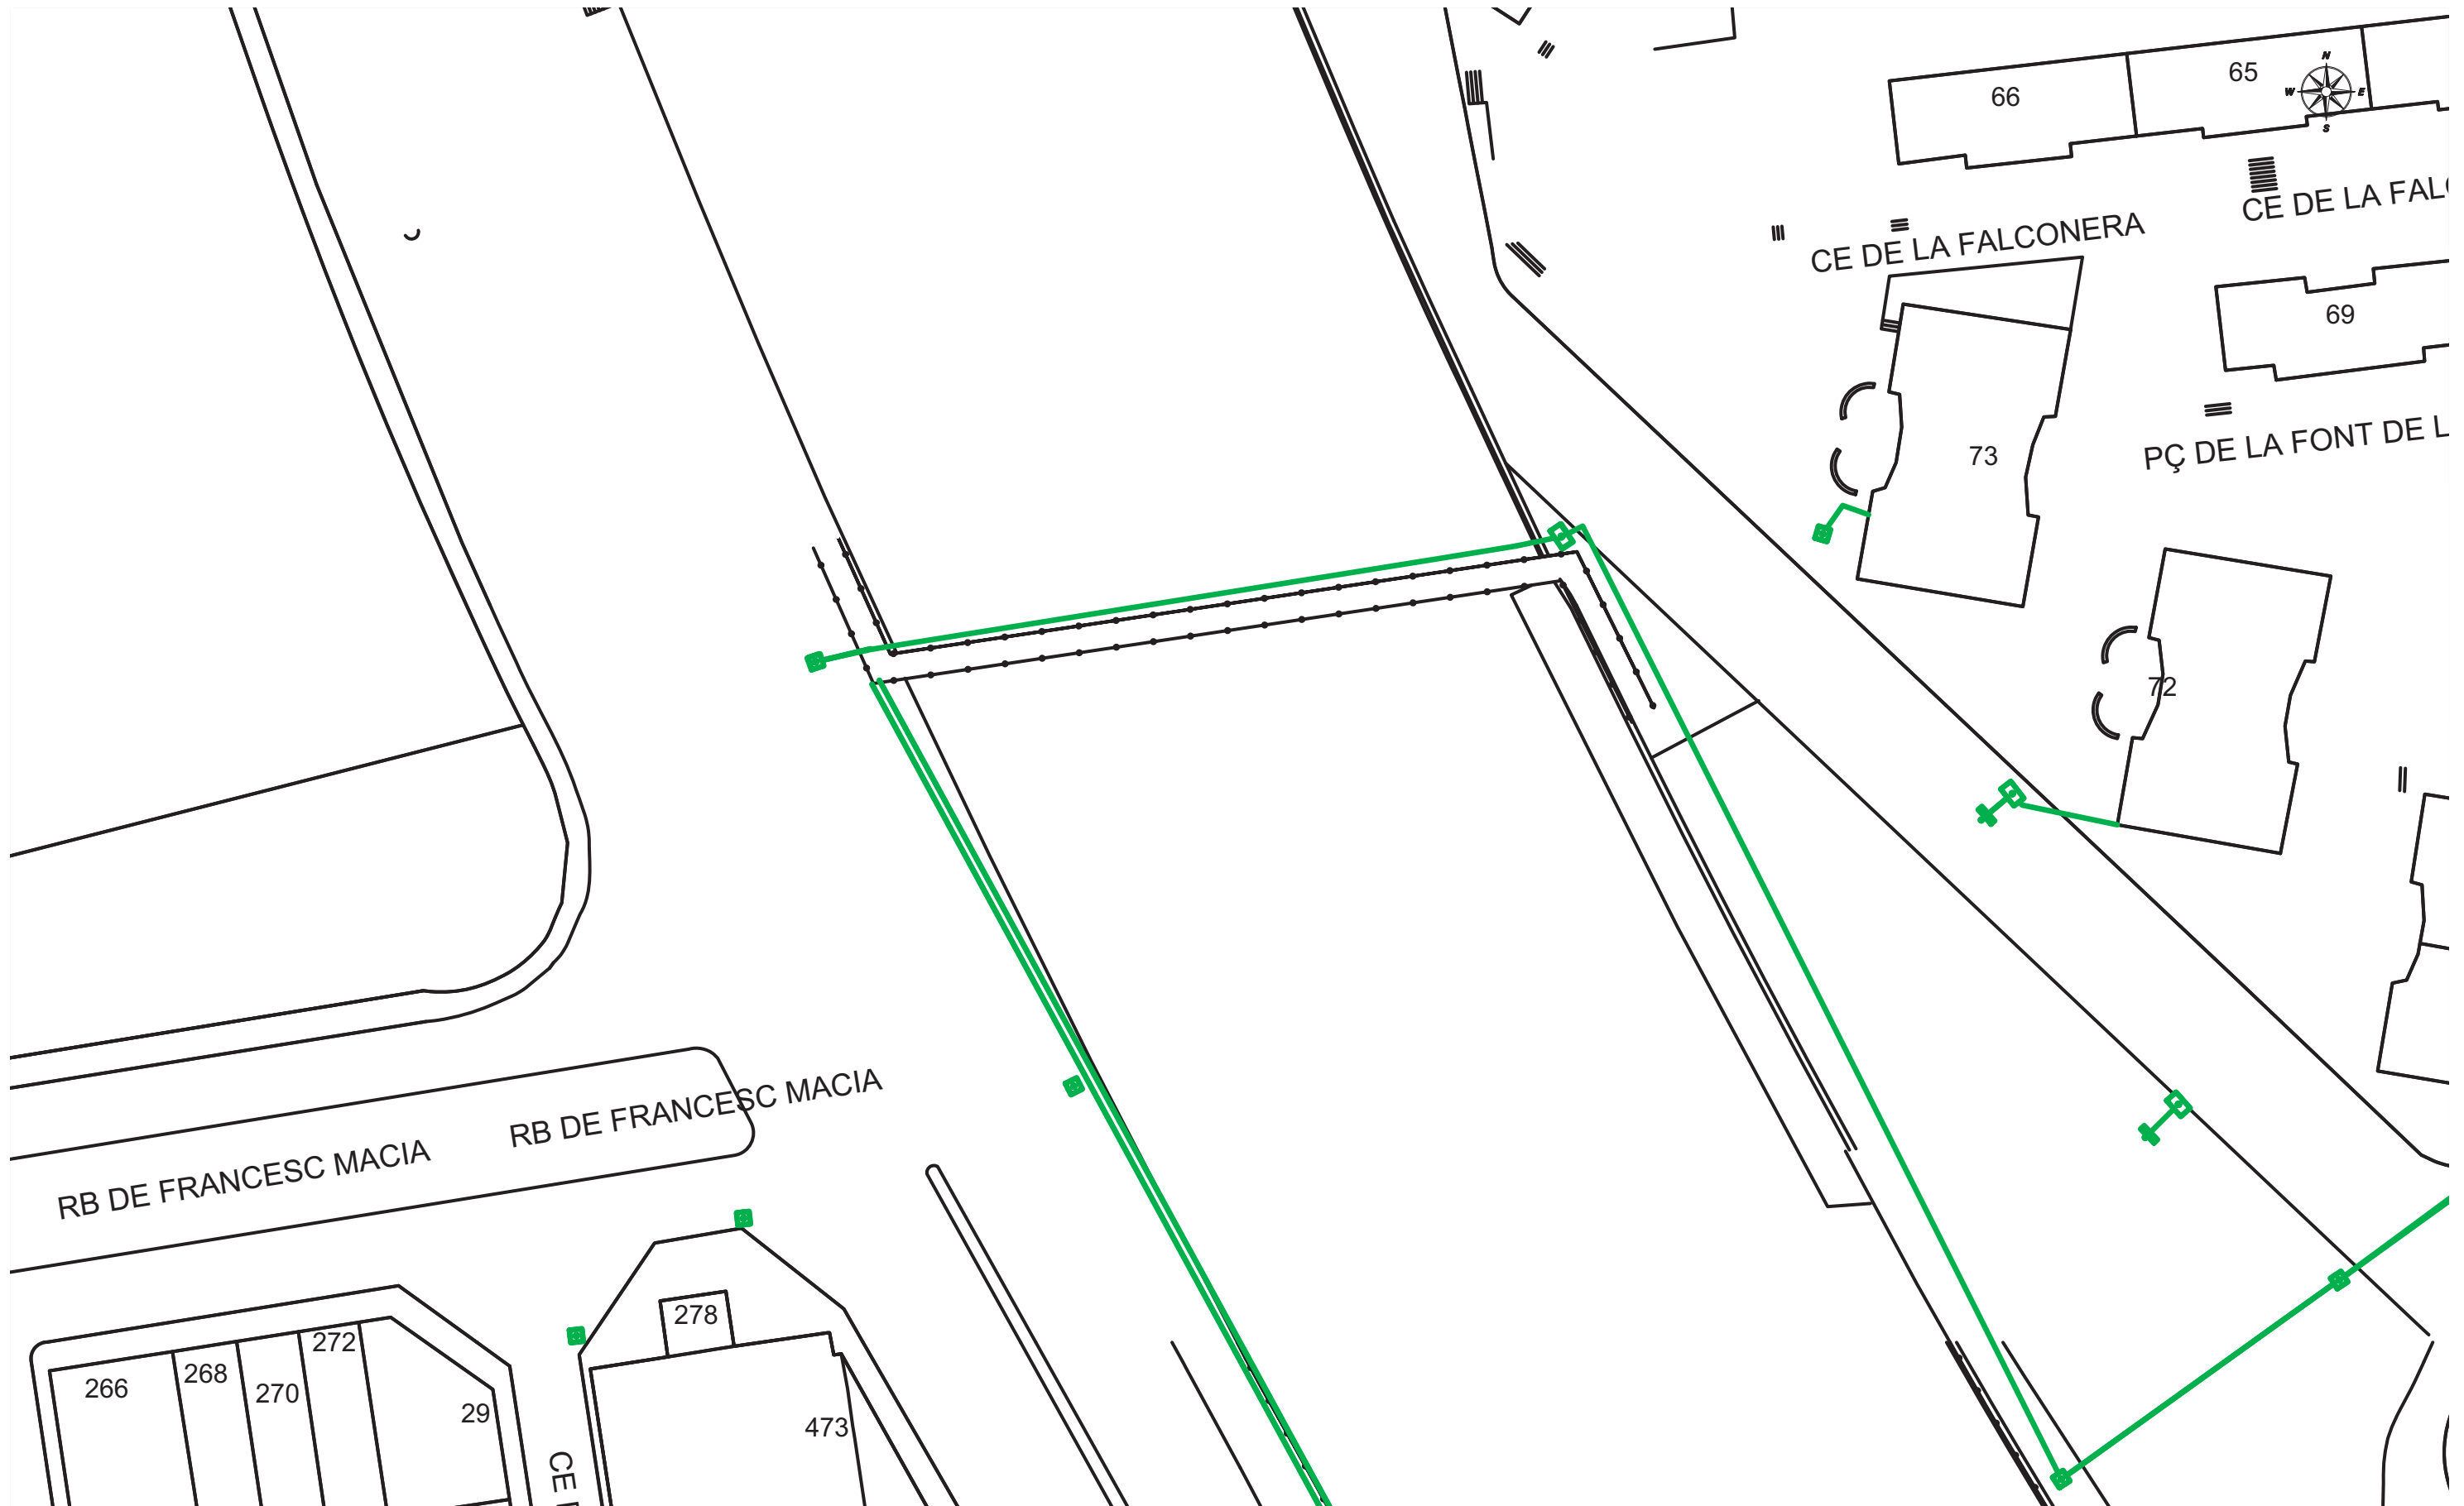 N
W E
S
65
66
CE DE LA FAL
CE DE LA FALCONERA
69
PÇ DE LA FONT DE L
73
72
RB DE FRANCESC MACIA
RB DE FRANCESC MACIA
278
272
268
266
270
29
473
CE